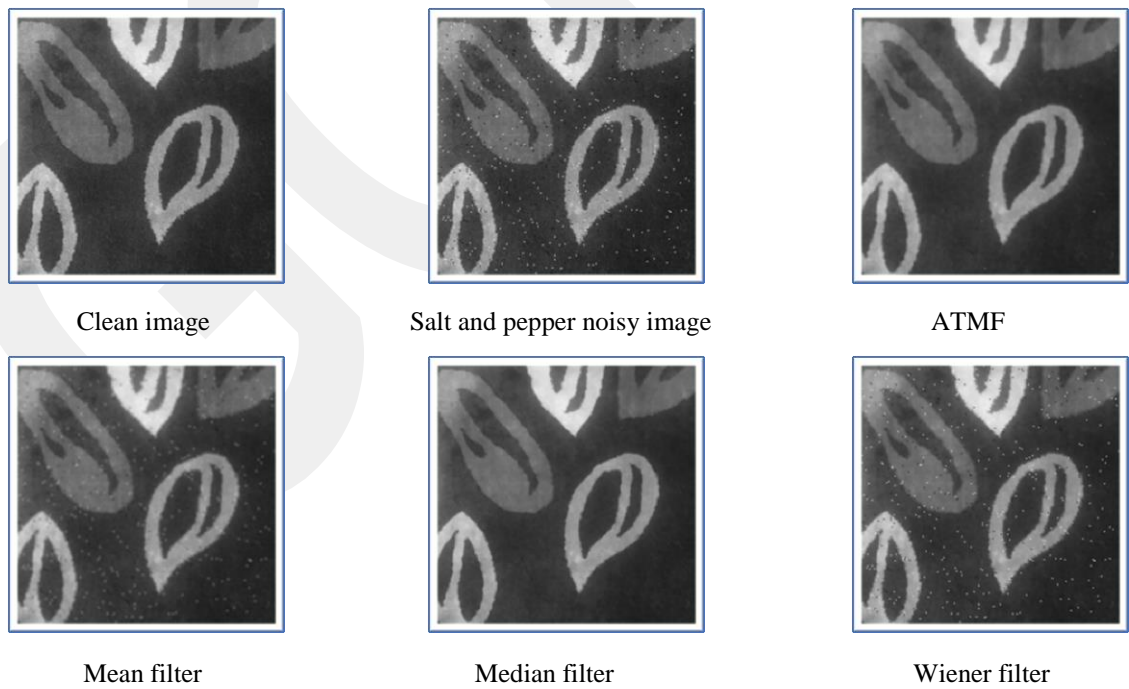 Clean image
Salt and pepper noisy image
ATMF
Mean filter
Median filter
Wiener filter